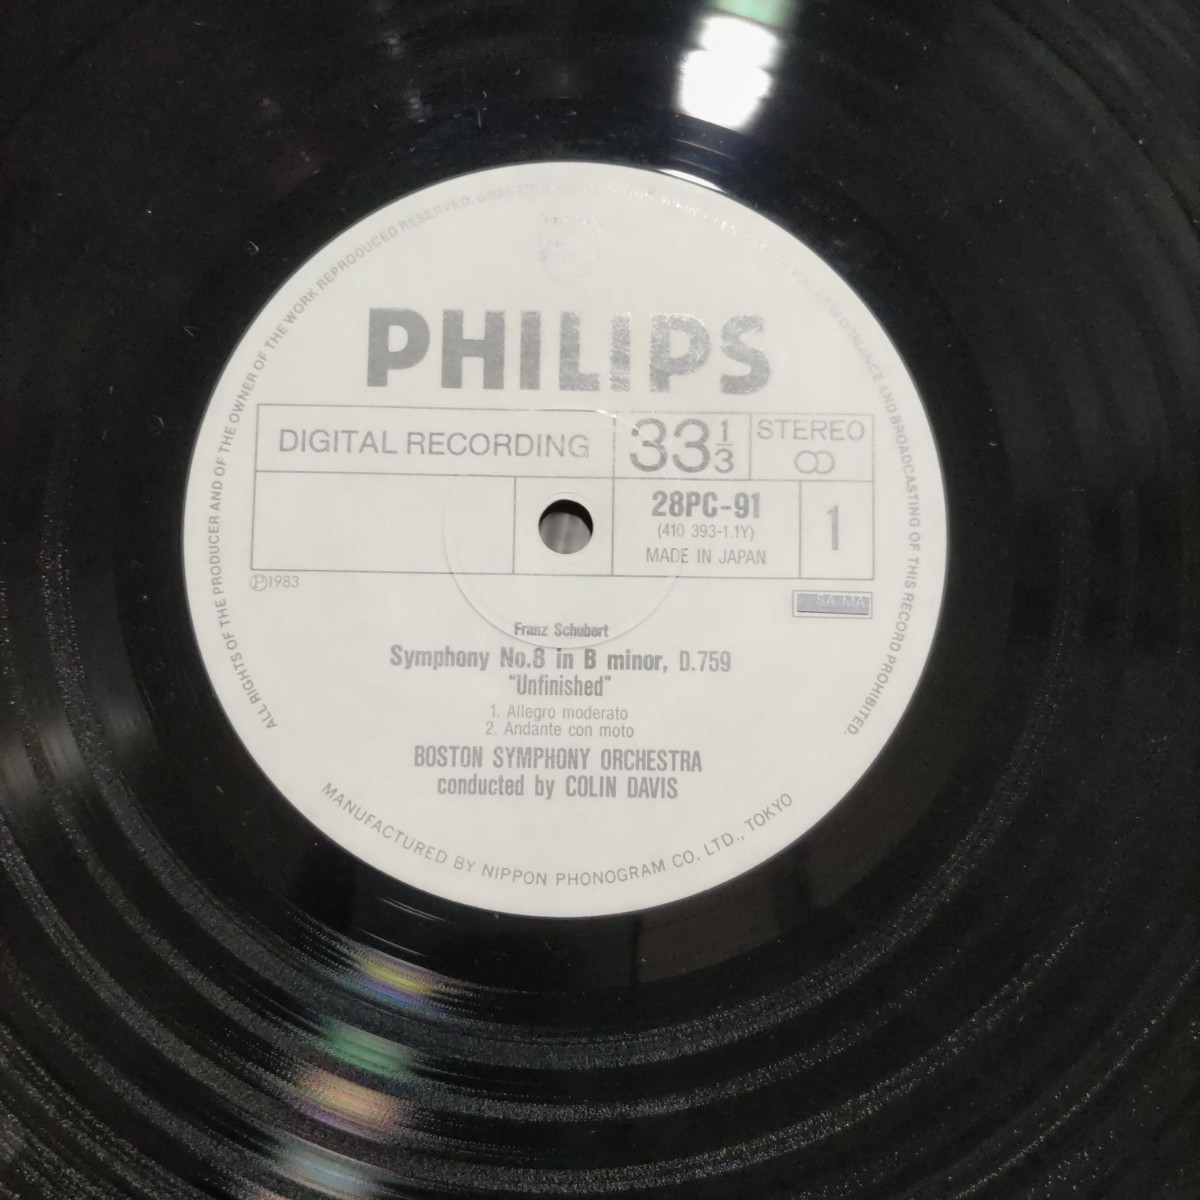 ALL RIGHTS OF THE PRODUCER AND OF THE OWNER OF THE WORK REPRODUCED RESERVED. AND BROADCASTING OF THIS RECORD PROHIBITED.
PHILIPS
DIGITAL RECORDING
33 1/3
STEREO
28PC-91
(410 393-1.1Y)
MADE IN JAPAN
1
Ⓟ1983
Franz Schubert
Symphony No.8 in B minor, D.759
"Unfinished"
1. Allegro moderato
2. Andante con moto
BOSTON SYMPHONY ORCHESTRA
conducted by COLIN DAVIS
MANUFACTURED BY NIPPON PHONOGRAM CO. LTD., TOKYO